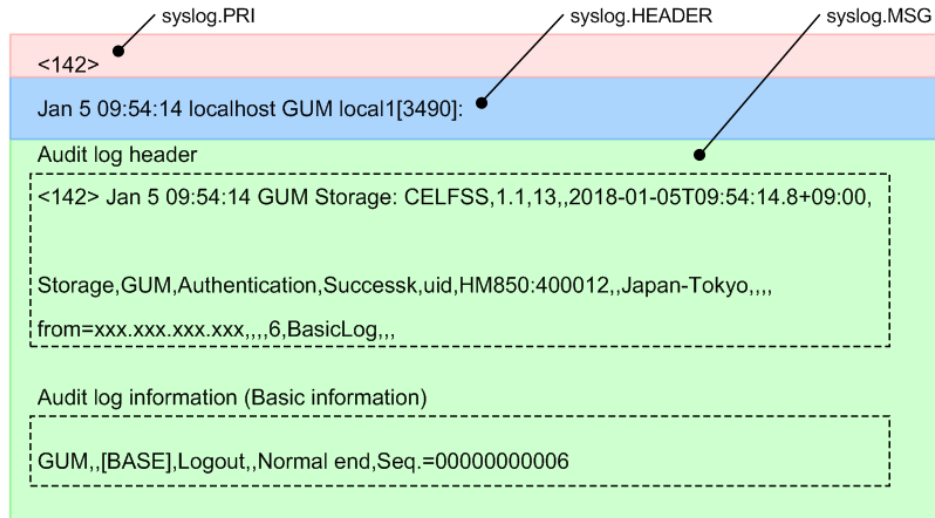 syslog.PRI syslog.HEADER syslog.MSG
<142>
Jan 5 09:54:14 localhost GUM local1[3490]:
Audit log header
<142> Jan 5 09:54:14 GUM Storage: CELFSS,1.1,13,,2018-01-05T09:54:14.8+09:00,
Storage,GUM,Authentication,Successk,uid,HM850:400012,,Japan-Tokyo,,,,
from=xxx.xxx.xxx.xxx,,,,6,BasicLog,,,
Audit log information (Basic information)
GUM,,[BASE],Logout,,Normal end,Seq.=00000000006